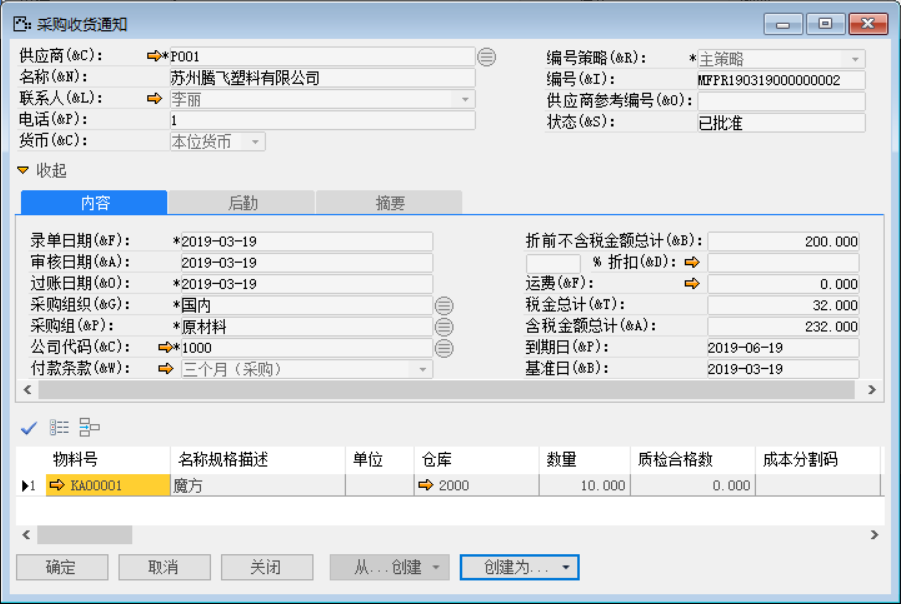 采购收货通知
供应商(&C): *P001 编号策略(&R): *主策略
名称(&N): 苏州腾飞塑料有限公司 编号(&I): MFPR190319000000002
联系人(&L): 李丽 供应商参考编号(&O):
电话(&P): 1 状态(&S): 已批准
货币(&C): 本位货币
收起
内容 后勤 摘要
录单日期(&F): *2019-03-19 折前不含税金额总计(&B): 200.000
审核日期(&A): 2019-03-19 % 折扣(&D):
过账日期(&O): *2019-03-19 运费(&F): 0.000
采购组织(&G): *国内 税金总计(&T): 32.000
采购组(&P): *原材料 含税金额总计(&A): 232.000
公司代码(&C): *1000 到期日(&P): 2019-06-19
付款条款(&W): 三个月（采购） 基准日(&B): 2019-03-19
物料号 名称规格描述 单位 仓库 数量 质检合格数 成本分割码
1 KA00001 魔方 2000 10.000 0.000
确定 取消 关闭 从...创建 创建为...